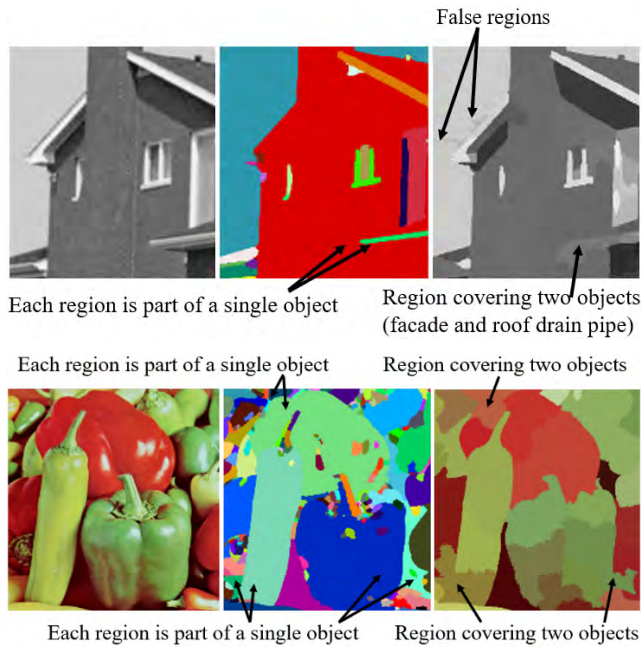 False regions
Each region is part of a single object
Region covering two objects
(facade and roof drain pipe)
Each region is part of a single object
Region covering two objects
Each region is part of a single object
Region covering two objects